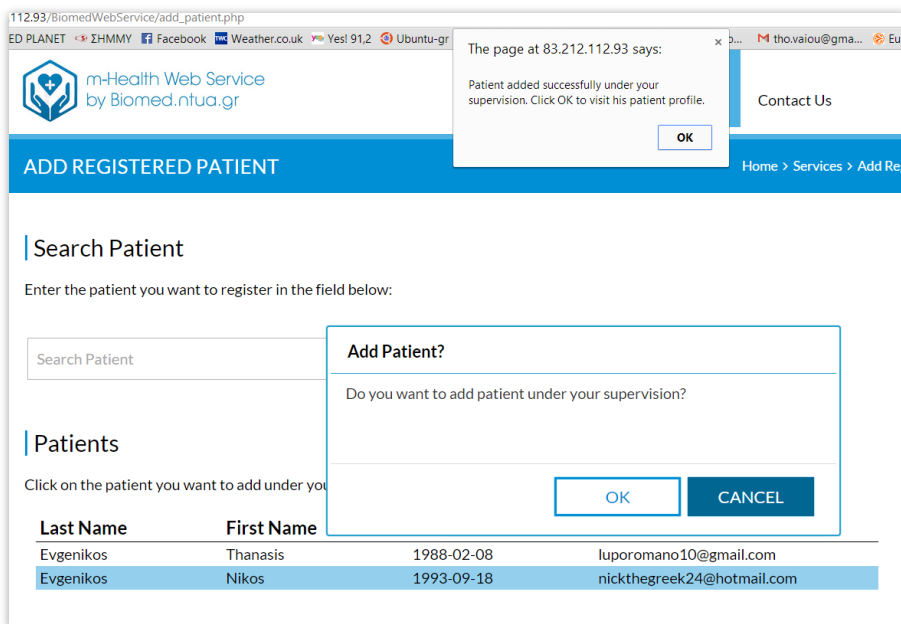 112.93/BiomedWebService/add_patient.php
ED PLANET ΣΗΜΜΥ Facebook TWC Weather.co.uk Yes! 91,2 Ubuntu-gr b... M tho.vaiou@gma... Eu
The page at 83.212.112.93 says: ×
Patient added successfully under your
supervision. Click OK to visit his patient profile.
OK
m-Health Web Service
by Biomed.ntua.gr
Contact Us
ADD REGISTERED PATIENT
Home > Services > Add Re
Search Patient
Enter the patient you want to register in the field below:
Search Patient
Add Patient?
Do you want to add patient under your supervision?
OK CANCEL
Patients
Click on the patient you want to add under you
Last Name First Name
Evgenikos Thanasis 1988-02-08 luporomano10@gmail.com
Evgenikos Nikos 1993-09-18 nickthegreek24@hotmail.com